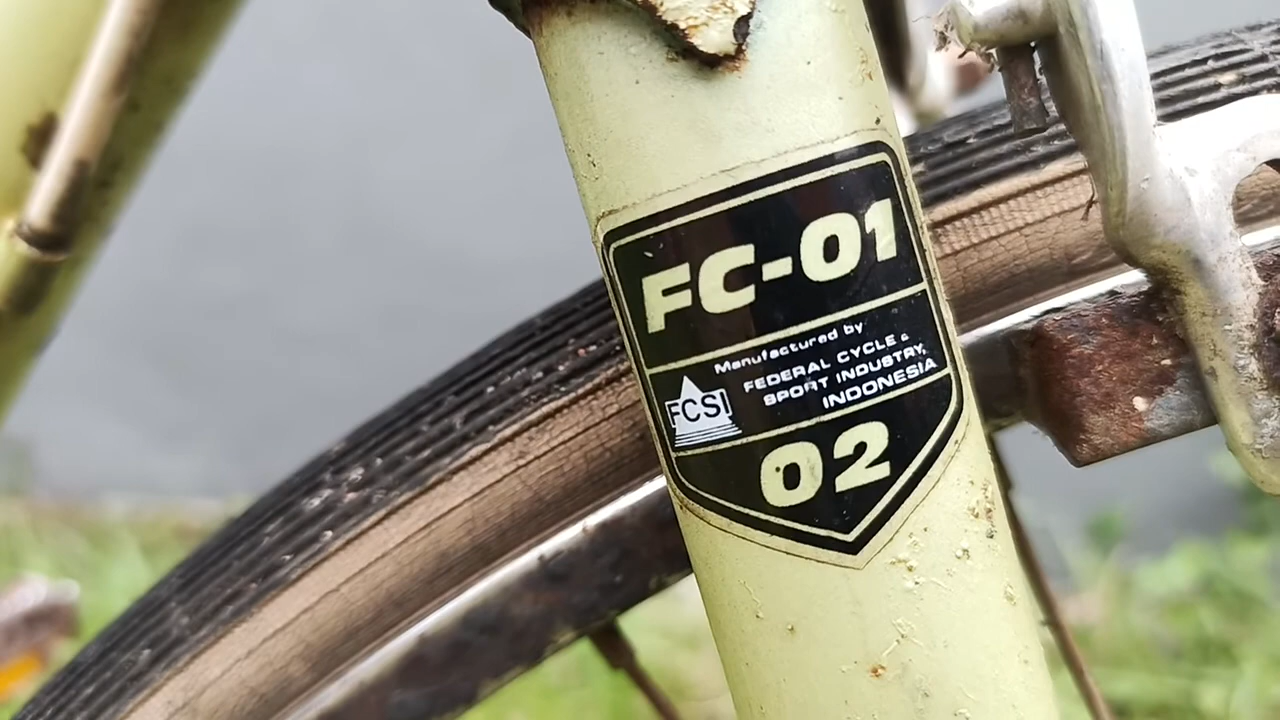 FC-01
Manufactured by
FEDERAL CYCLE &
SPORT INDUSTRY,
INDONESIA
FCSI
02